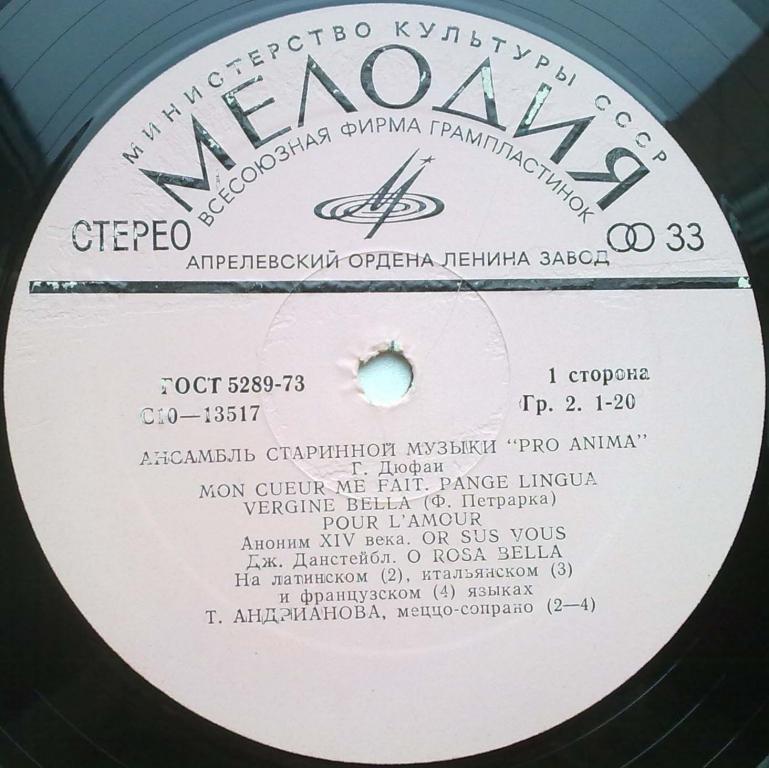 МИНИСТЕРСТВО КУЛЬТУРЫ СССР
МЕЛОДИЯ
ВСЕСОЮЗНАЯ ФИРМА ГРАМПЛАСТИНОК
СТЕРЕО 33
АПРЕЛЕВСКИЙ ОРДЕНА ЛЕНИНА ЗАВОД
ГОСТ 5289-73 1 сторона
С10—13517 Гр. 2. 1-20
АНСАМБЛЬ СТАРИННОЙ МУЗЫКИ "PRO ANIMA"
Г. Дюфаи
MON CUEUR ME FAIT. PANGE LINGUA
VERGINE BELLA (Ф. Петрарка)
POUR L'AMOUR
Аноним XIV века. OR SUS VOUS
Дж. Данстейбл. O ROSA BELLA
На латинском (2), итальянском (3)
и французском (4) языках
Т. АНДРИАНОВА, меццо-сопрано (2—4)